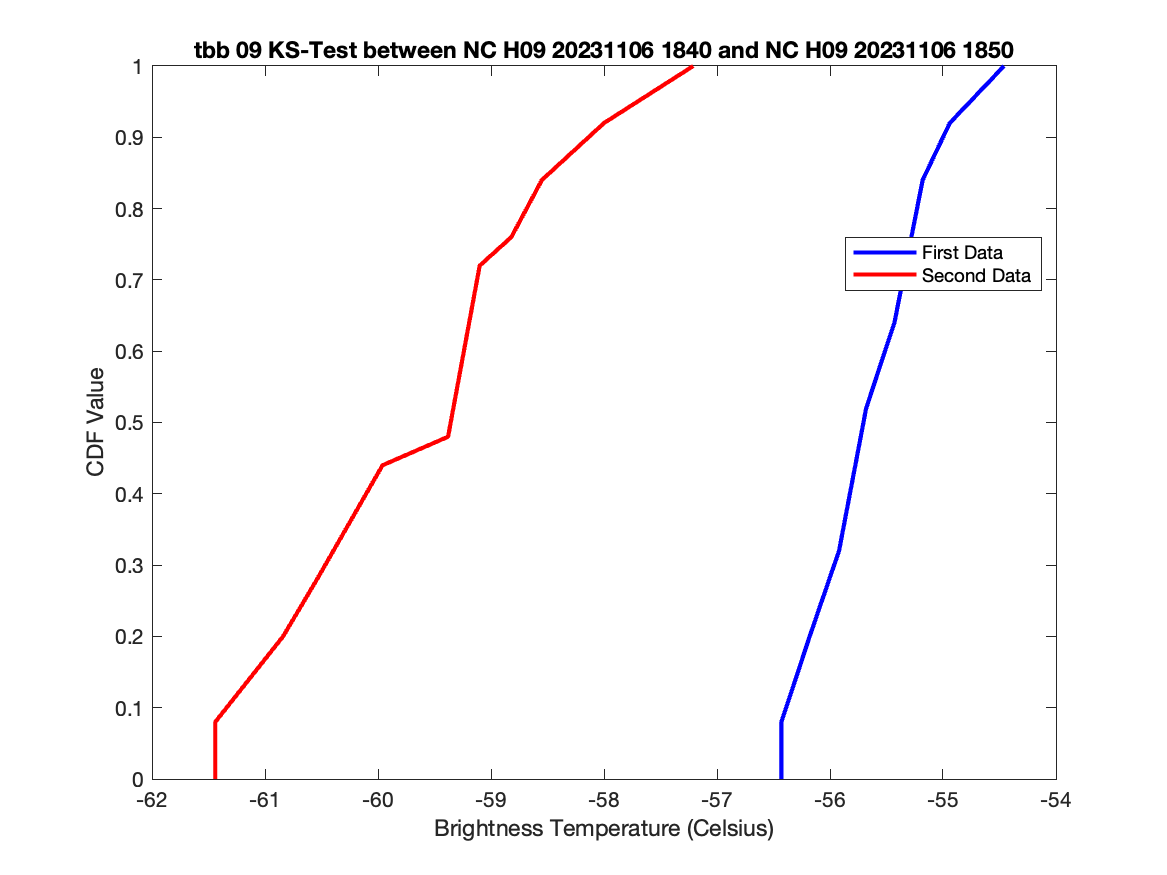 tbb 09 KS-Test between NC H09 20231106 1840 and NC H09 20231106 1850
1
0.9
0.8
0.7
0.6
0.5
0.4
0.3
0.2
0.1
0
CDF Value
First Data
Second Data
-62 -61 -60 -59 -58 -57 -56 -55 -54
Brightness Temperature (Celsius)